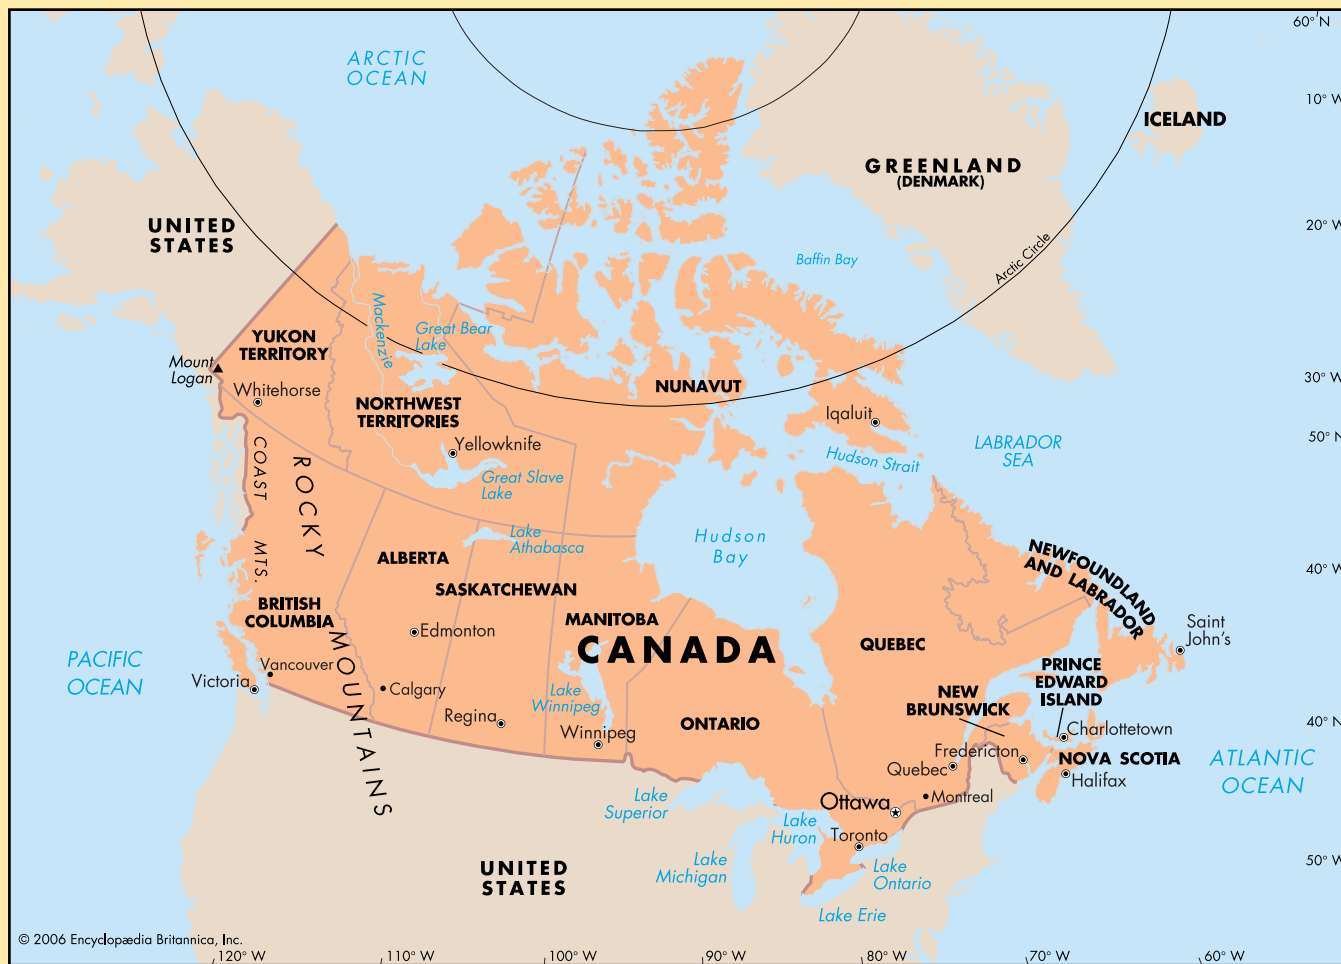 60° N
ARCTIC
OCEAN
10° W
ICELAND
GREENLAND
(DENMARK)
UNITED
STATES
20° W
Arctic Circle
Baffin Bay
Mackenzie
Great Bear
Lake
YUKON
TERRITORY
Mount
Logan
Whitehorse
NORTHWEST
TERRITORIES
NUNAVUT
30° W
Iqaluit
50° N
LABRADOR
SEA
Hudson Strait
Yellowknife
Great Slave
Lake
COAST MTS.
ROCKY MOUNTAINS
Lake
Athabasca
Hudson
Bay
ALBERTA
SASKATCHEWAN
NEWFOUNDLAND
AND LABRADOR
40° W
BRITISH
COLUMBIA
MANITOBA
Edmonton
CANADA
QUEBEC
Saint
John's
PACIFIC
OCEAN
Vancouver
Victoria
Calgary
Lake
Winnipeg
PRINCE
EDWARD
ISLAND
NEW
BRUNSWICK
Regina
Winnipeg
ONTARIO
40° N
Charlottetown
Fredericton
NOVA SCOTIA
Quebec
Halifax
ATLANTIC
OCEAN
Montreal
Ottawa
Lake
Superior
Lake
Huron
Toronto
Lake
Michigan
Lake
Ontario
50° W
UNITED
STATES
Lake Erie
© 2006 Encyclopædia Britannica, Inc.
120° W
110° W
100° W
90° W
80° W
70° W
60° W